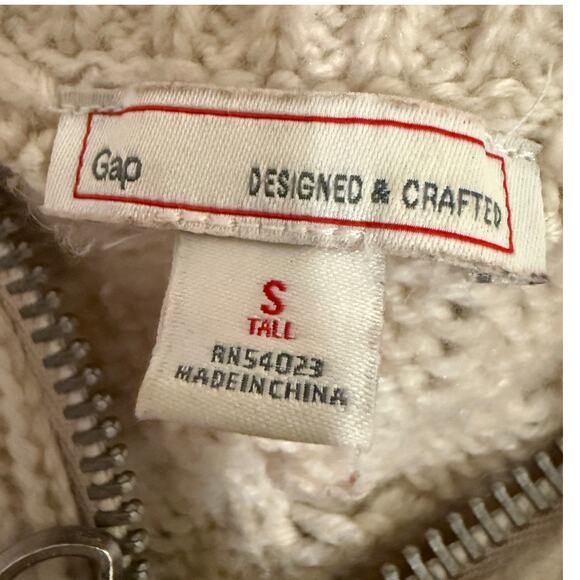 Gap DESIGNED & CRAFTED
S
TALL
RN54023
MADEINCHINA